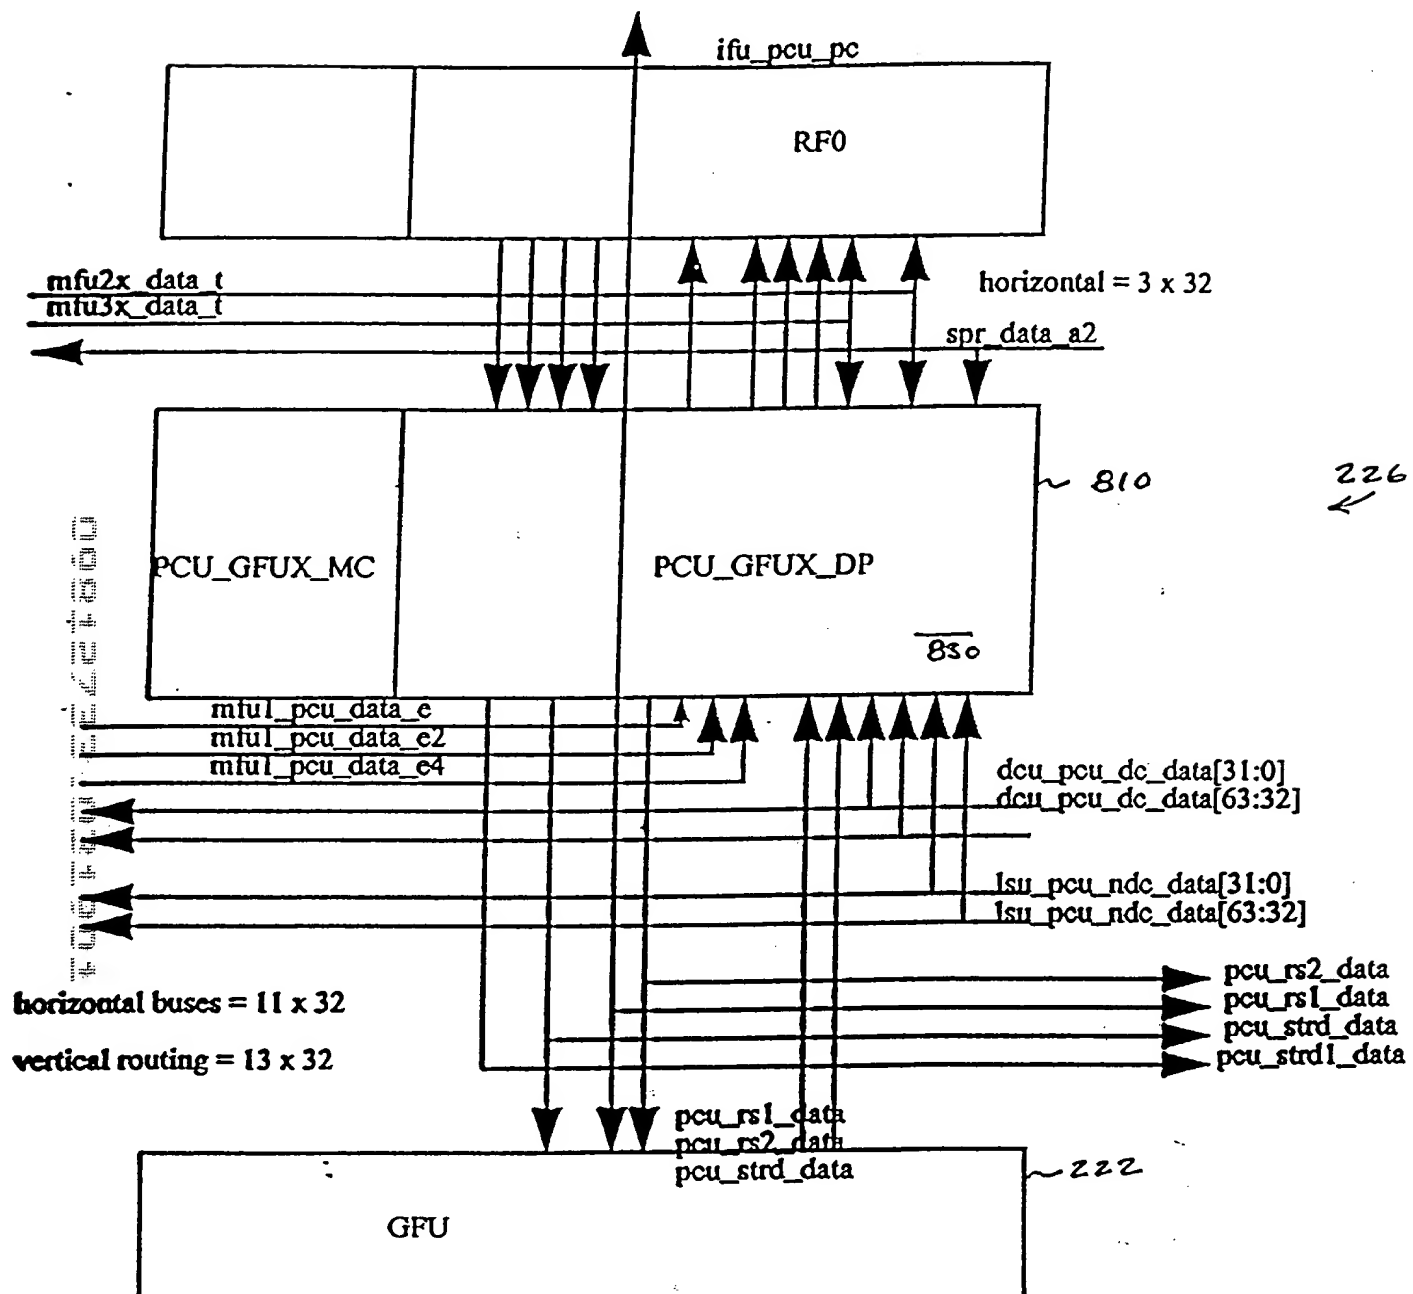 ifu_pcu_pc
RF0
mfu2x_data_t
horizontal = 3 x 32
mfu3x_data_t
spr_data_a2
810
226
PCU_GFUX_MC
PCU_GFUX_DP
830
mfu1_pcu_data_e
mfu1_pcu_data_e2
mfu1_pcu_data_e4
dcu_pcu_dc_data[31:0]
dcu_pcu_dc_data[63:32]
lsu_pcu_ndc_data[31:0]
lsu_pcu_ndc_data[63:32]
pcu_rs2_data
horizontal buses = 11 x 32
pcu_rs1_data
pcu_strd_data
vertical routing = 13 x 32
pcu_strd1_data
pcu_rs1_data
pcu_rs2_data
pcu_strd_data
222
GFU